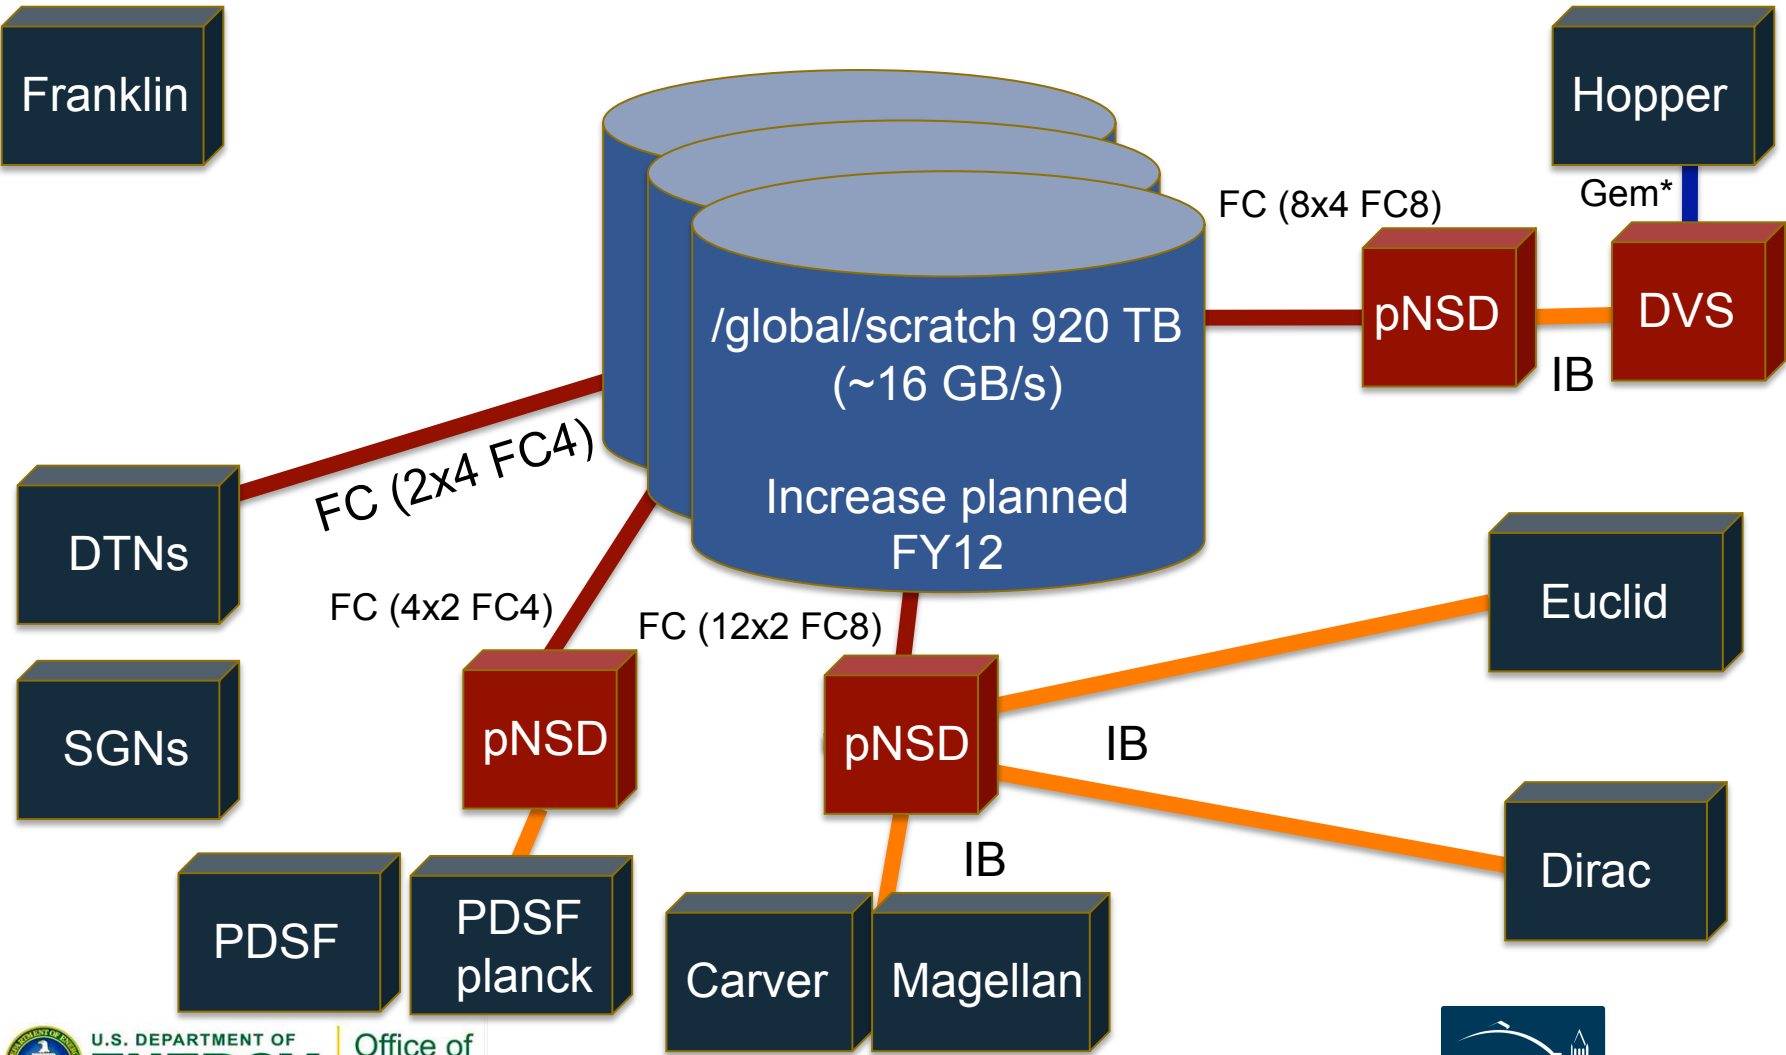 Franklin
Hopper
Gem*
FC (8x4 FC8)
pNSD
DVS
IB
/global/scratch 920 TB
(~16 GB/s)
Increase planned
FY12
FC (2x4 FC4)
DTNs
FC (4x2 FC4)
FC (12x2 FC8)
Euclid
SGNs
pNSD
pNSD
IB
IB
Dirac
PDSF
PDSF
planck
Carver
Magellan
U.S. DEPARTMENT OF
ENERGY
Office of